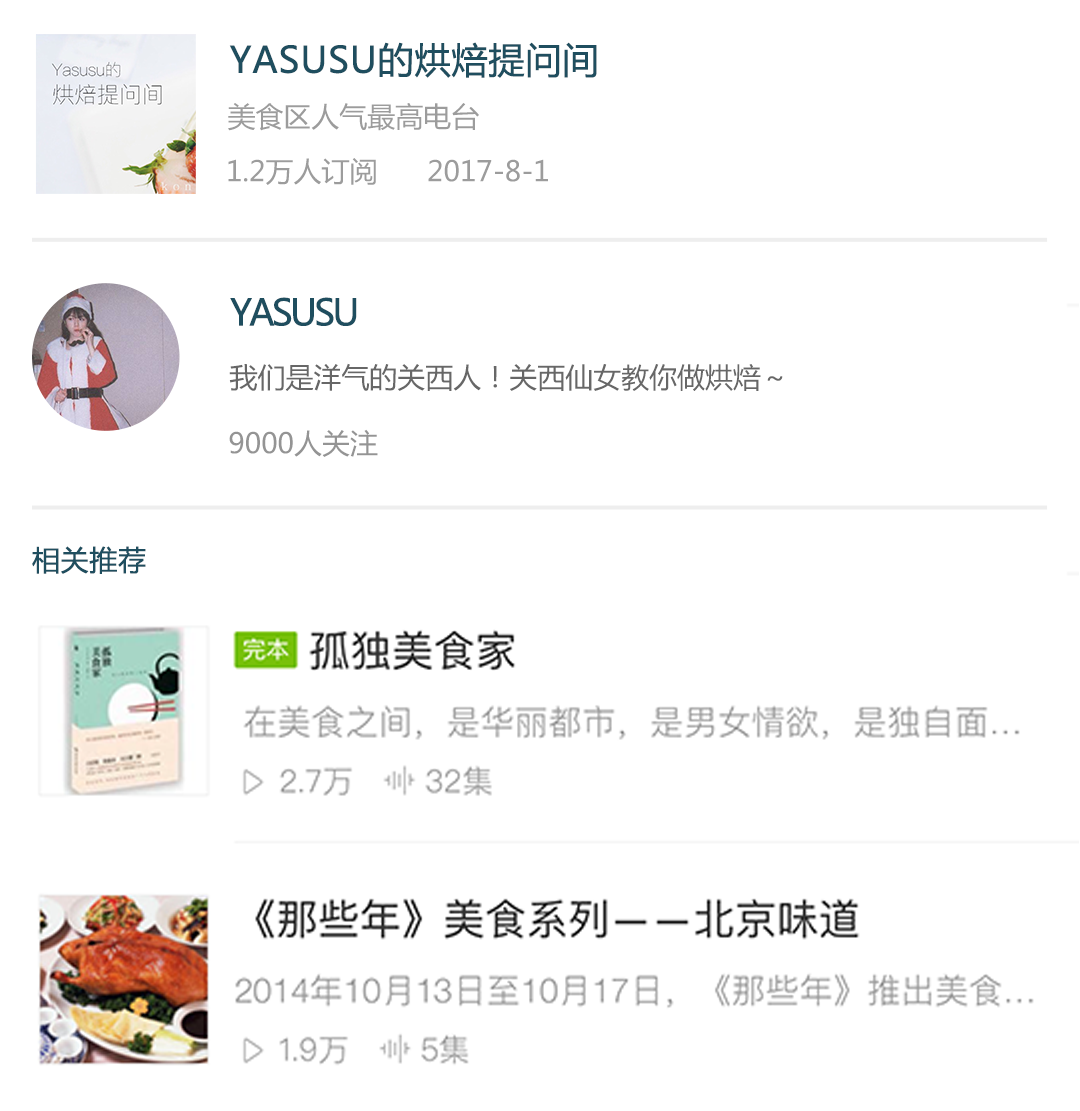 Yasusu的
烘焙提问间
kon
YASUSU的烘焙提问间
美食区人气最高电台
1.2万人订阅 2017-8-1
YASUSU
我们是洋气的关西人！关西仙女教你做烘焙～
9000人关注
相关推荐
孤独
美食家
完本 孤独美食家
在美食之间，是华丽都市，是男女情欲，是独自面...
2.7万 32集
《那些年》美食系列——北京味道
2014年10月13日至10月17日，《那些年》推出美食...
1.9万 5集